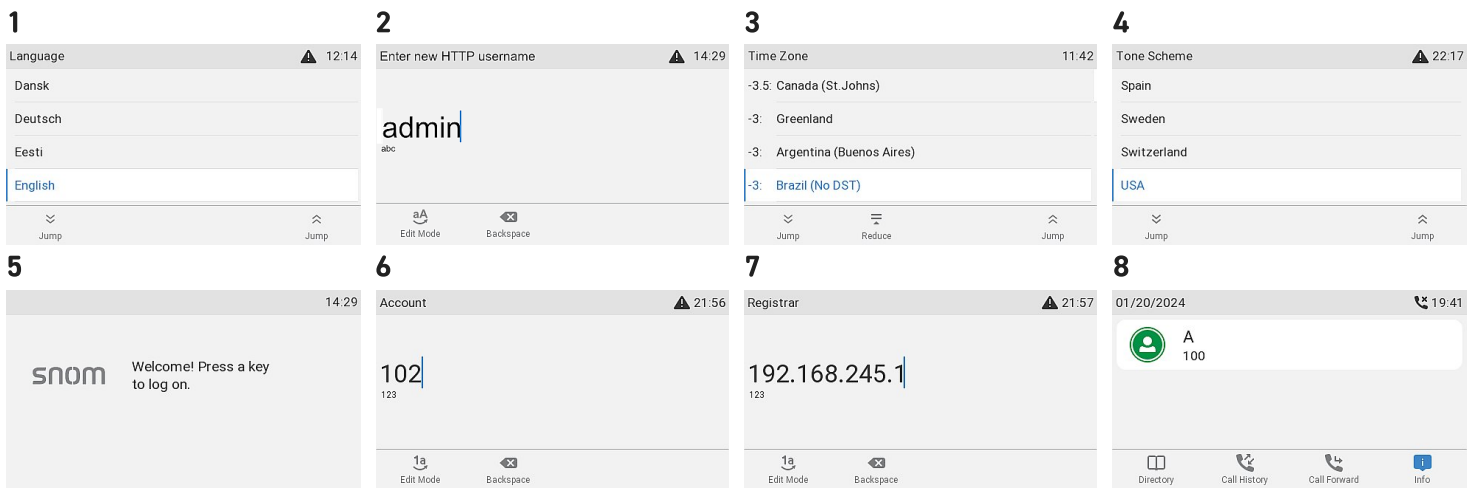 1
Language 12:14
Dansk
Deutsch
Eesti
English
Jump Jump
2
Enter new HTTP username 14:29
admin
abc
aA
Edit Mode Backspace
3
Time Zone 11:42
-3.5: Canada (St.Johns)
-3: Greenland
-3: Argentina (Buenos Aires)
-3: Brazil (No DST)
Jump Reduce Jump
4
Tone Scheme 22:17
Spain
Sweden
Switzerland
USA
Jump Jump
5
14:29
snom
Welcome! Press a key
to log on.
6
Account 21:56
102
123
1a
Edit Mode Backspace
7
Registrar 21:57
192.168.245.1
123
1a
Edit Mode Backspace
8
01/20/2024 19:41
A
100
Directory Call History Call Forward Info